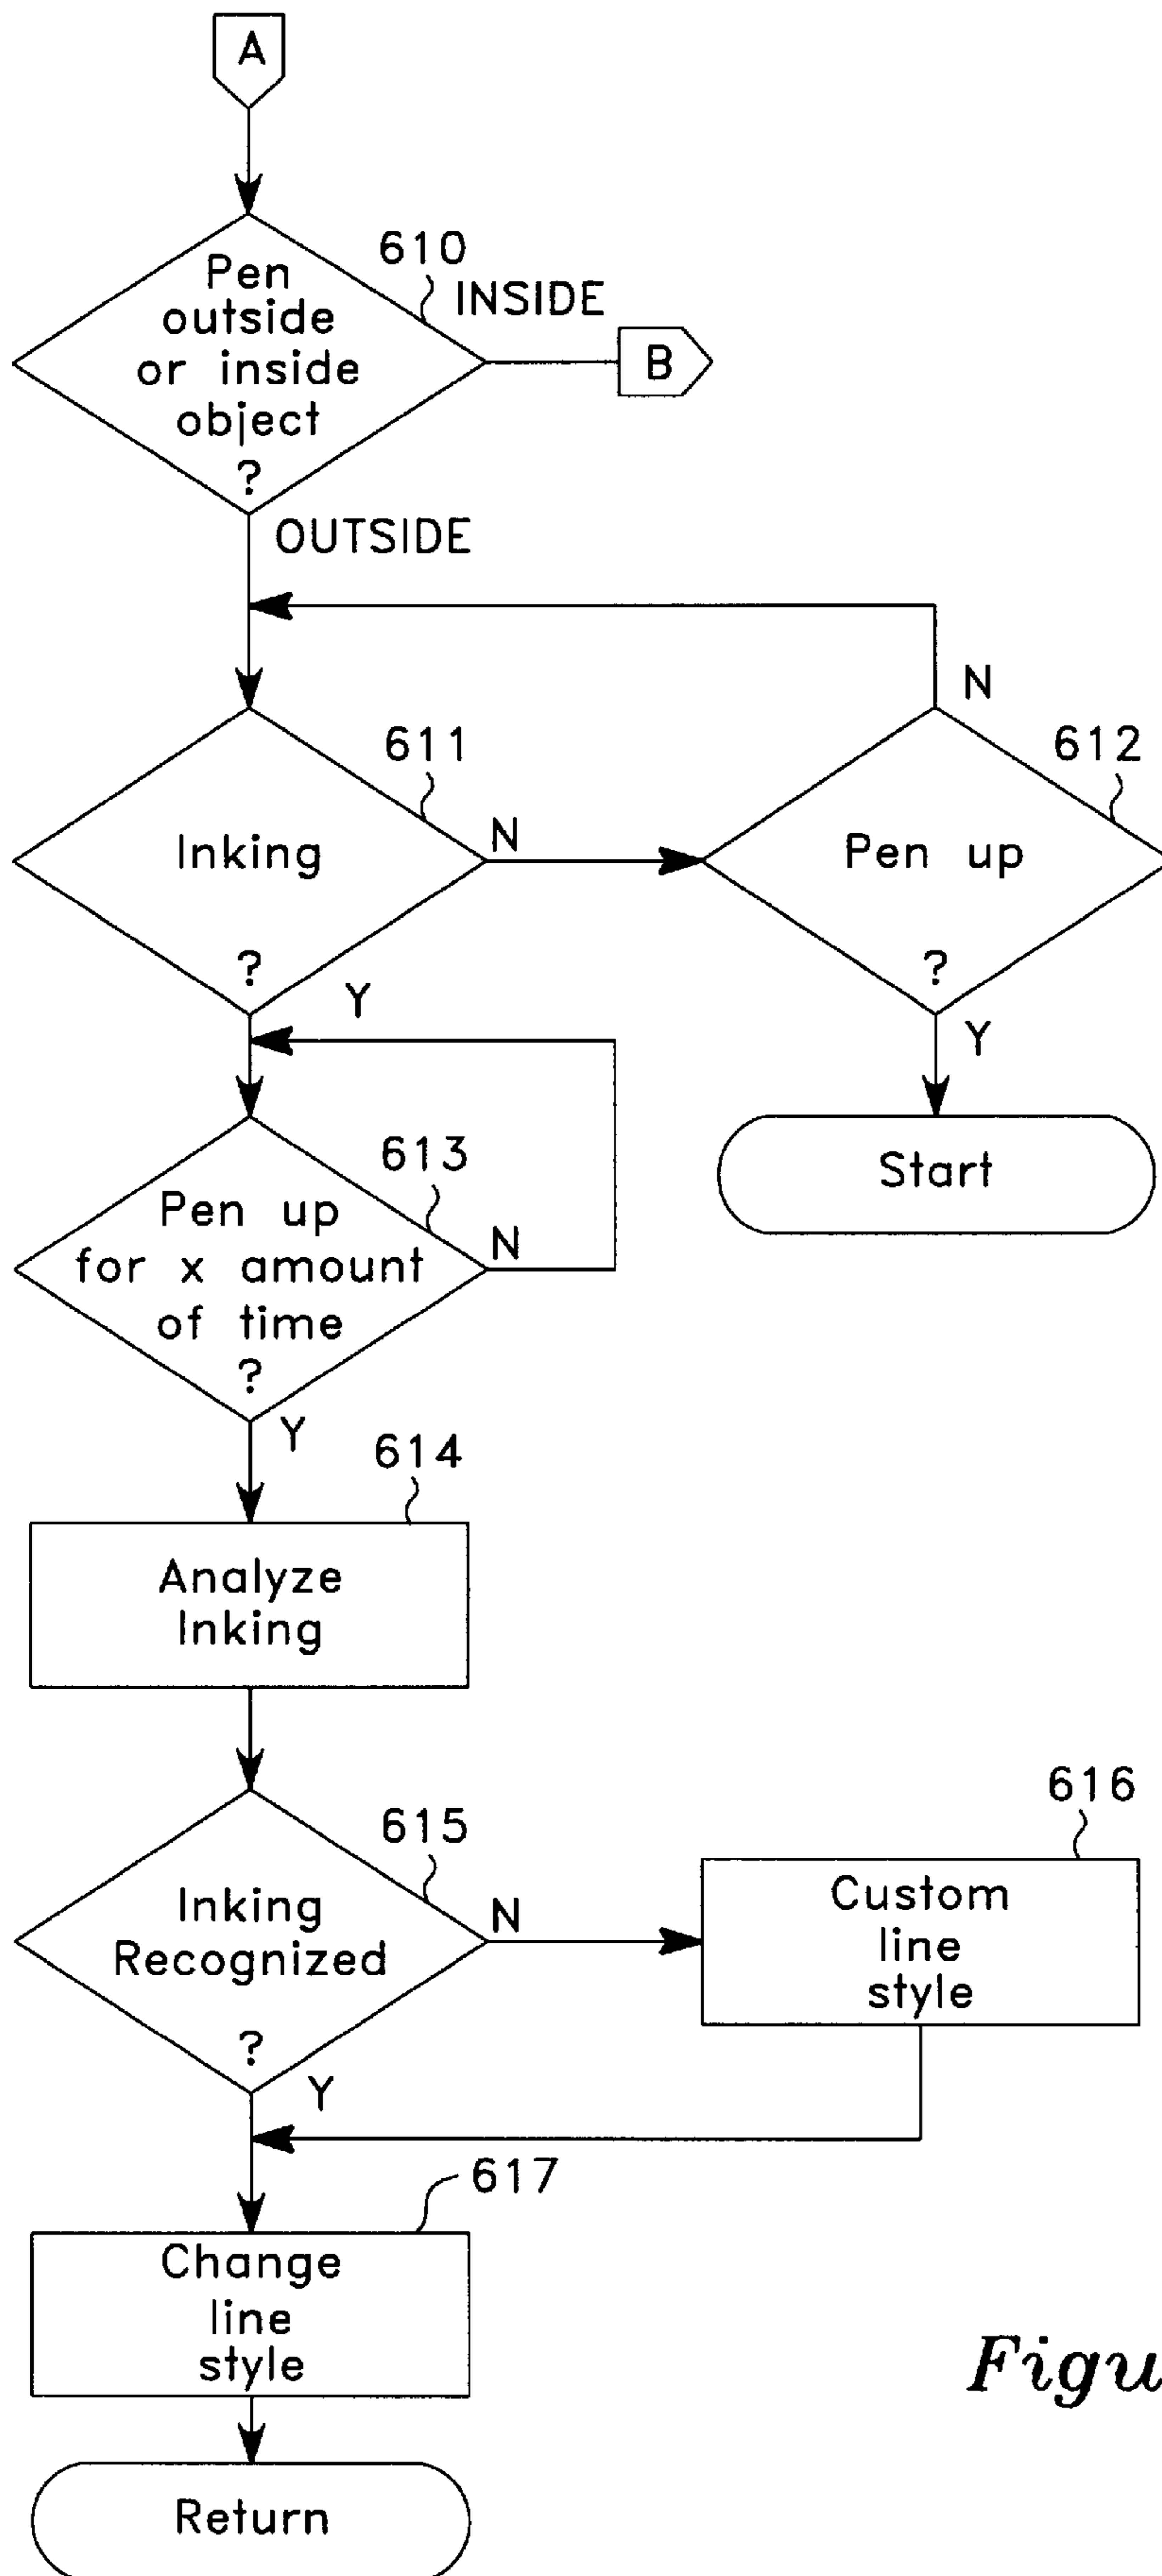 A
610
Pen
outside
or inside
object
?
INSIDE
B
OUTSIDE
611
Inking
?
N
Y
612
Pen up
?
N
Y
Start
613
Pen up
for x amount
of time
?
N
Y
614
Analyze
Inking
615
Inking
Recognized
?
N
Y
616
Custom
line
style
617
Change
line
style
Return